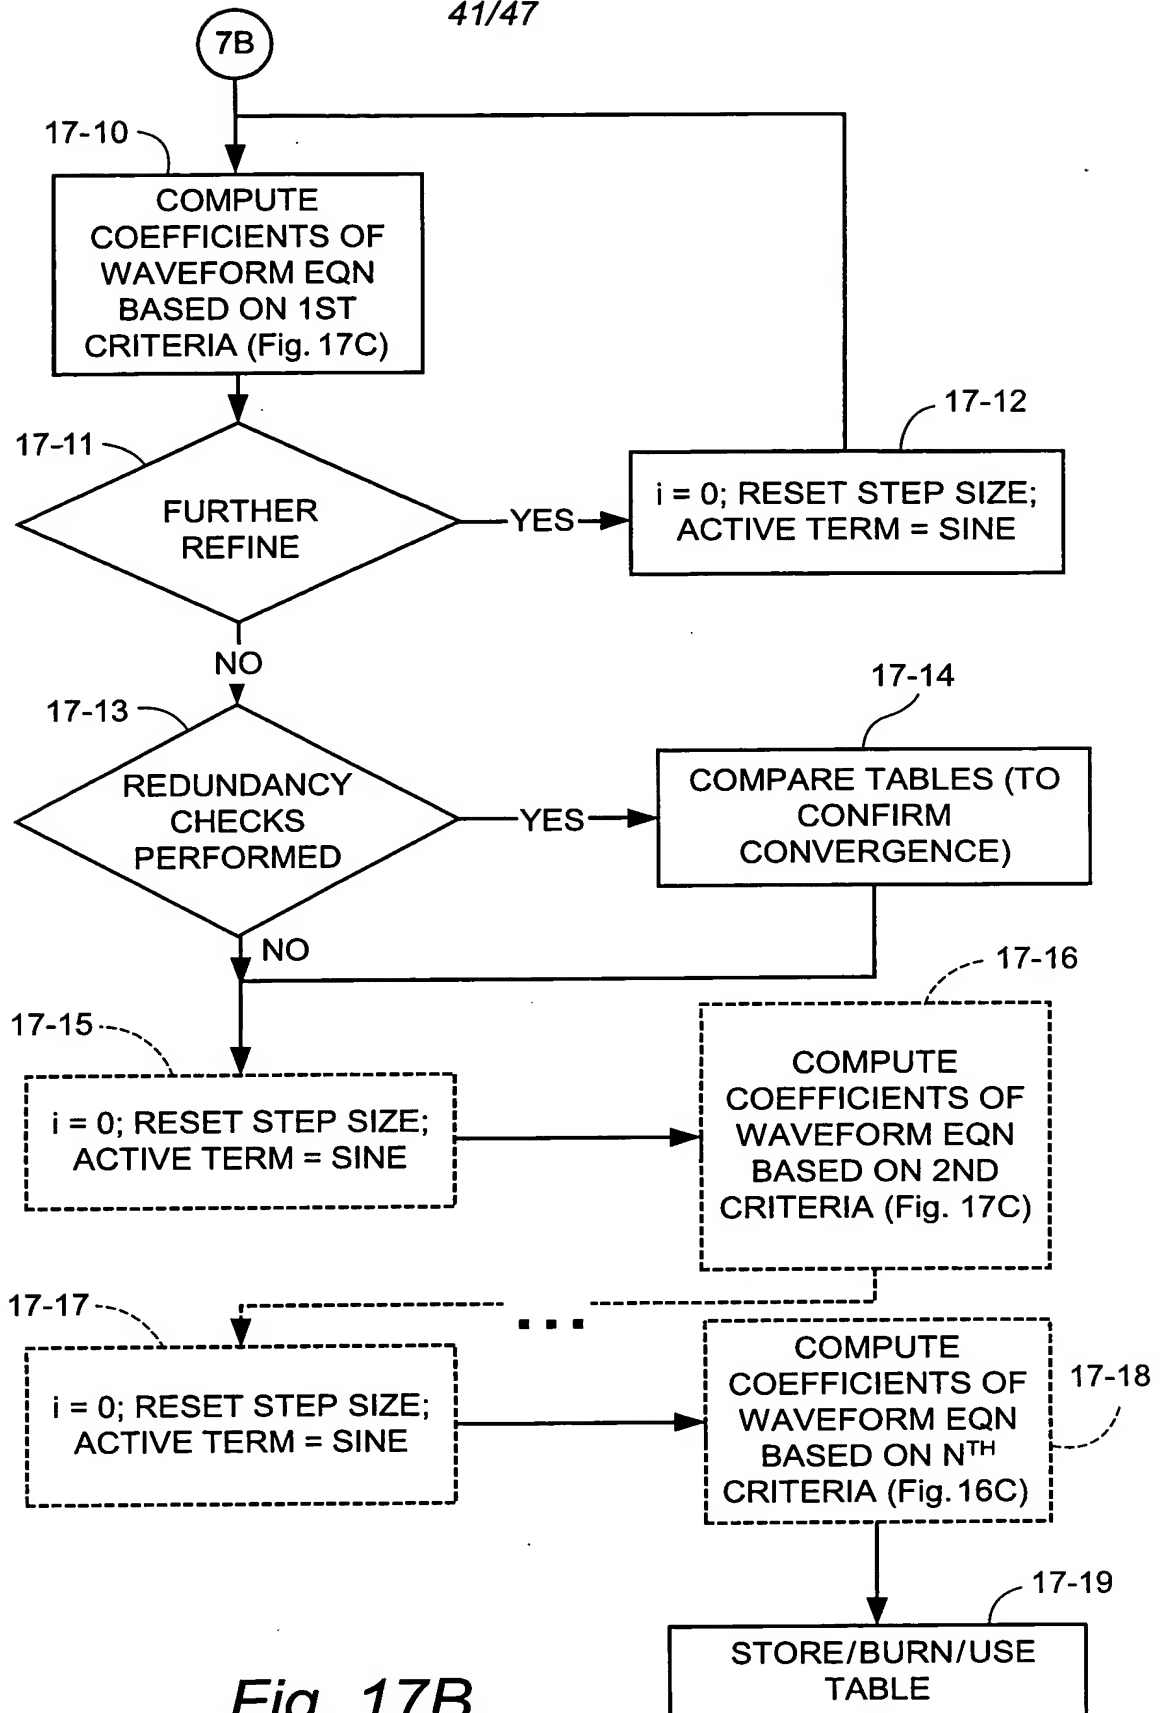 41/47
7B
17-10
COMPUTE
COEFFICIENTS OF
WAVEFORM EQN
BASED ON 1ST
CRITERIA (Fig. 17C)
17-11
FURTHER
REFINE
YES
17-12
i = 0; RESET STEP SIZE;
ACTIVE TERM = SINE
NO
17-13
REDUNDANCY
CHECKS
PERFORMED
YES
17-14
COMPARE TABLES (TO
CONFIRM
CONVERGENCE)
NO
17-15
i = 0; RESET STEP SIZE;
ACTIVE TERM = SINE
17-16
COMPUTE
COEFFICIENTS OF
WAVEFORM EQN
BASED ON 2ND
CRITERIA (Fig. 17C)
17-17
i = 0; RESET STEP SIZE;
ACTIVE TERM = SINE
...
COMPUTE
COEFFICIENTS OF
WAVEFORM EQN
BASED ON NTH
CRITERIA (Fig. 16C)
17-18
17-19
STORE/BURN/USE
TABLE
Fig. 17B